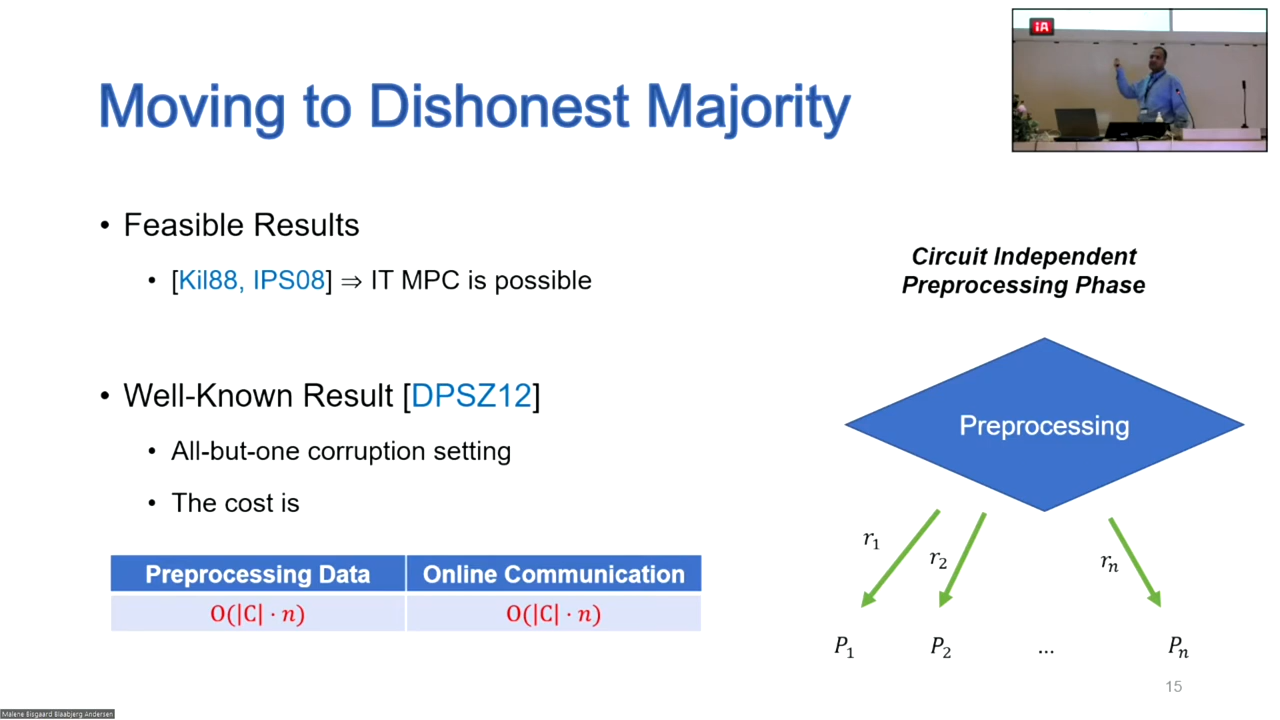 iA
Moving to Dishonest Majority
• Feasible Results
• [Kil88, IPS08] ⇒ IT MPC is possible
Circuit Independent
Preprocessing Phase
• Well-Known Result [DPSZ12]
• All-but-one corruption setting
• The cost is
Preprocessing Data
Online Communication
O(|C| · n)
O(|C| · n)
Preprocessing
r₁
r₂
rₙ
P₁
P₂
...
Pₙ
15
Malene Eisgaard Blaabjerg Andersen